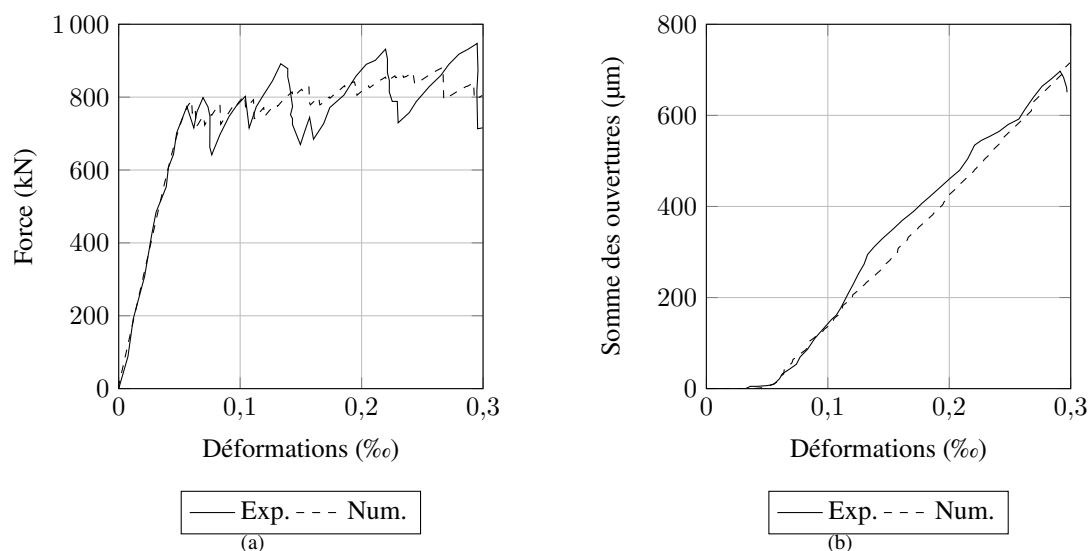 1 000
800
600
400
200
0
0
0,1
0,2
0,3
Force (kN)
Déformations (‰)
Exp. Num.
(a)
800
600
400
200
0
0
0,1
0,2
0,3
Somme des ouvertures (µm)
Déformations (‰)
Exp. Num.
(b)